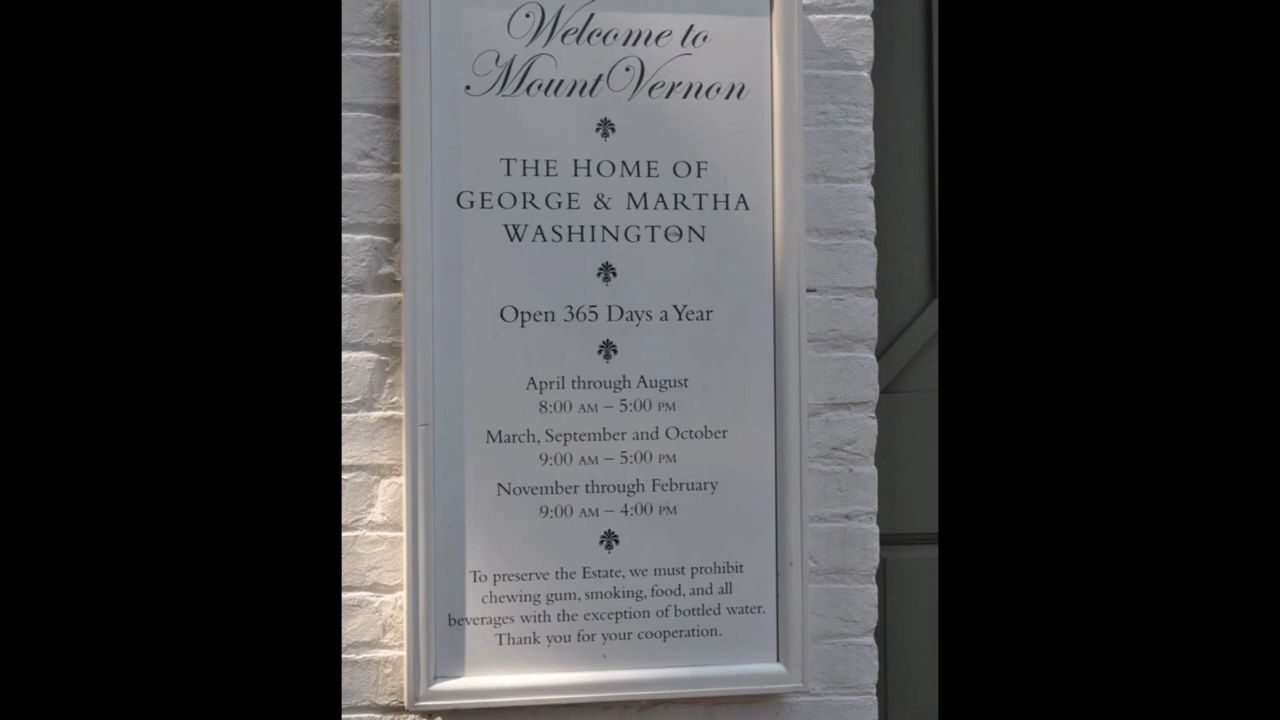 Welcome to
Mount Vernon
THE HOME OF
GEORGE & MARTHA
WASHINGTON
Open 365 Days a Year
April through August
8:00 AM – 5:00 PM
March, September and October
9:00 AM – 5:00 PM
November through February
9:00 AM – 4:00 PM
To preserve the Estate, we must prohibit
chewing gum, smoking, food, and all
beverages with the exception of bottled water.
Thank you for your cooperation.